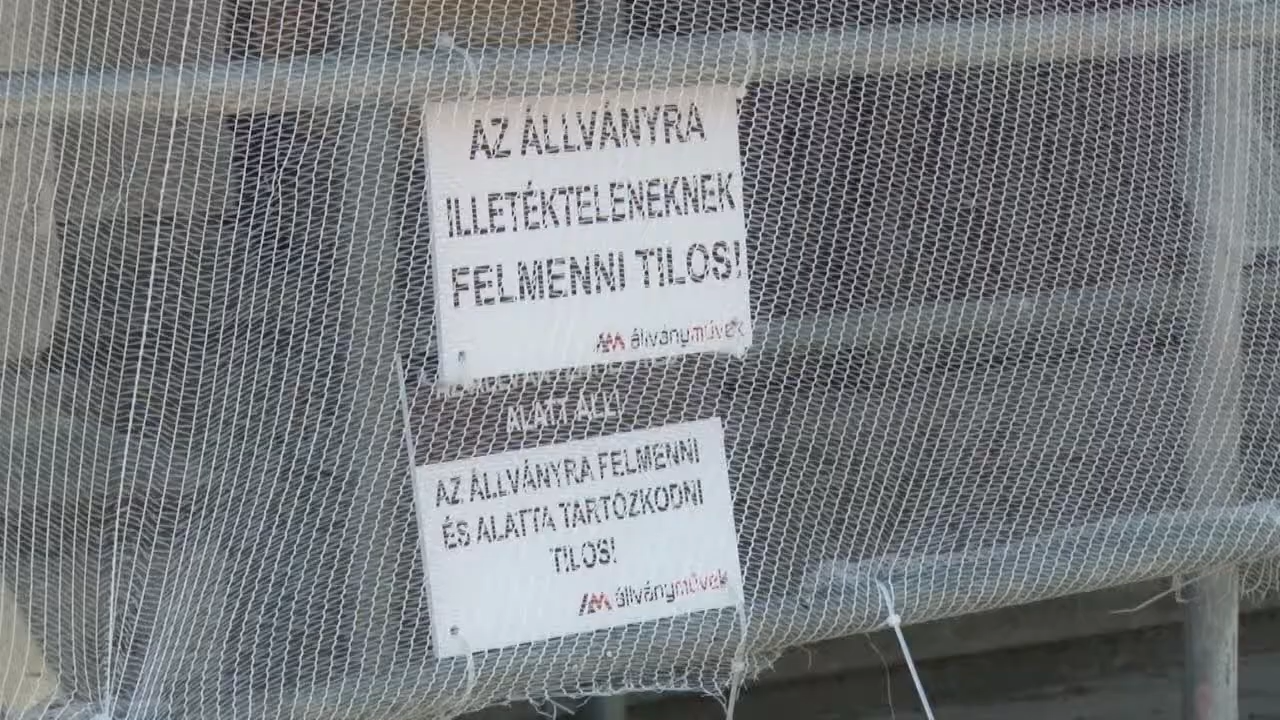 AZ ÁLLVÁNYRA
ILLETÉKTELENEKNEK
FELMENNI TILOS!
állványművek
ALATT ÁLL!
AZ ÁLLVÁNYRA FELMENNI
ÉS ALATTA TARTÓZKODNI
TILOS!
állványművek